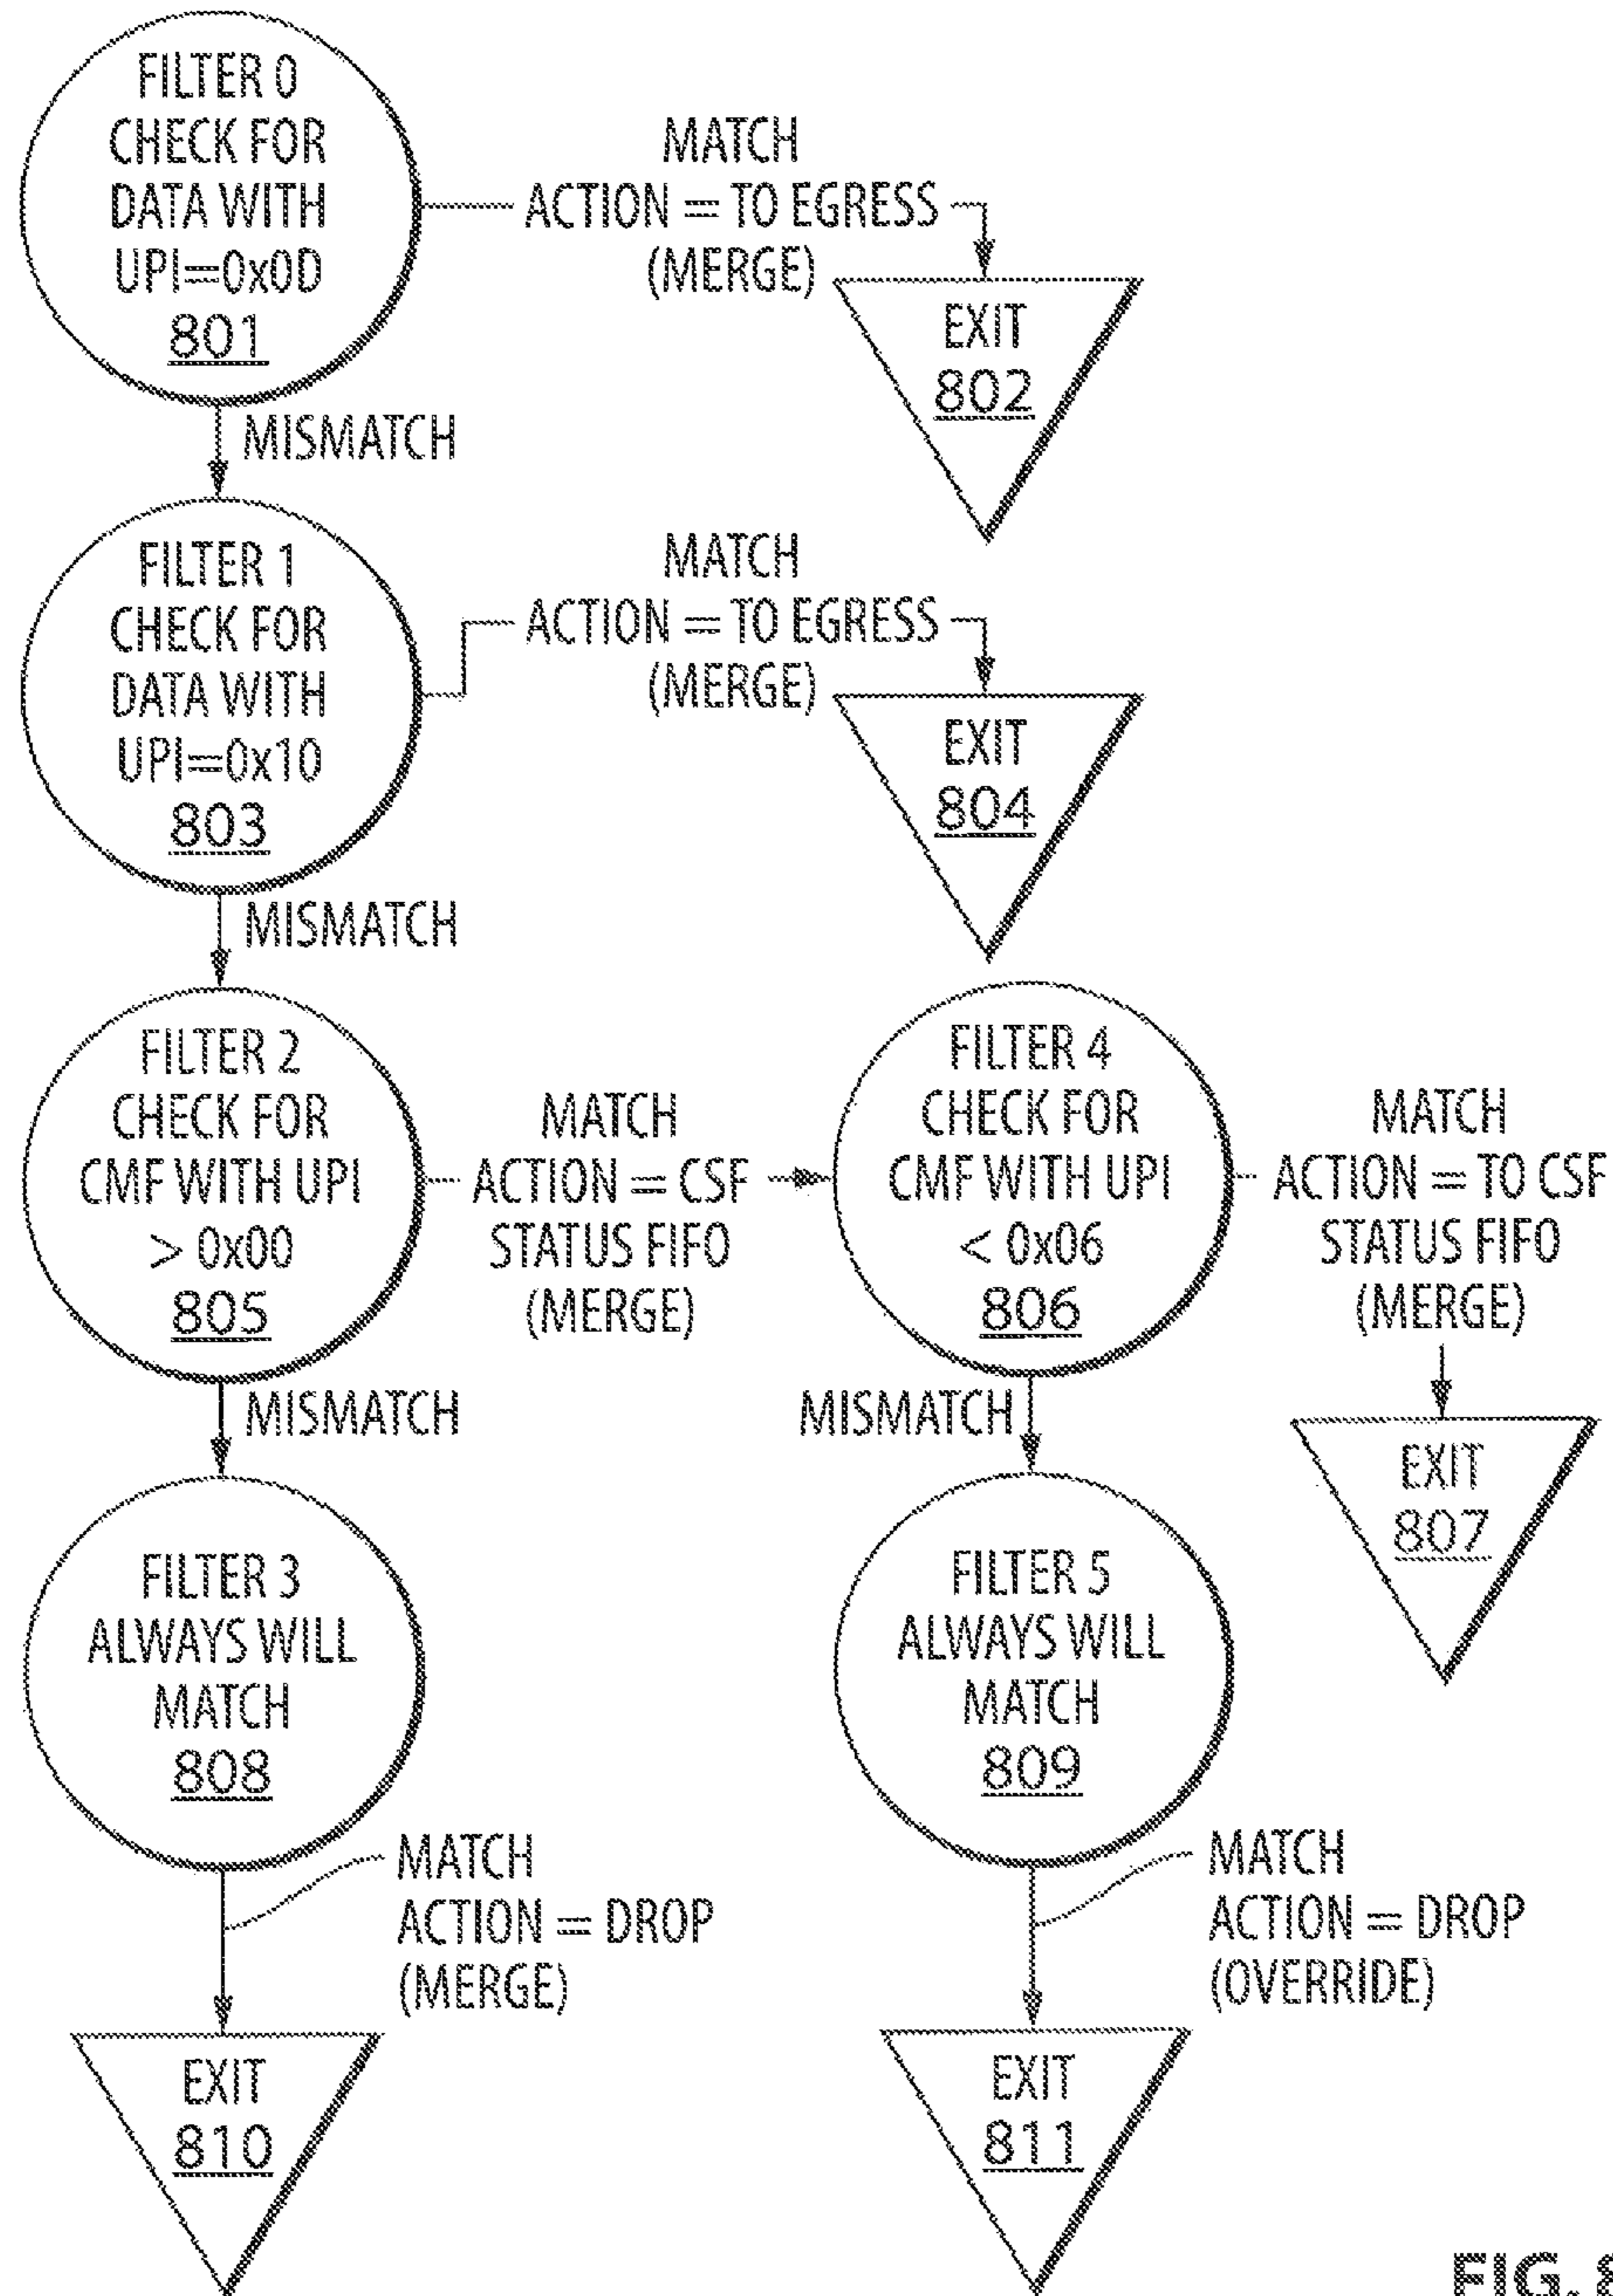 FILTER 0
CHECK FOR
DATA WITH
UPI=0x0D
801
MATCH
ACTION = TO EGRESS
(MERGE)
EXIT
802
MISMATCH
FILTER 1
CHECK FOR
DATA WITH
UPI=0x10
803
MATCH
ACTION = TO EGRESS
(MERGE)
EXIT
804
MISMATCH
FILTER 2
CHECK FOR
CMF WITH UPI
> 0x00
805
MATCH
ACTION = CSF
STATUS FIFO
(MERGE)
FILTER 4
CHECK FOR
CMF WITH UPI
< 0x06
806
MATCH
ACTION = TO CSF
STATUS FIFO
(MERGE)
EXIT
807
MISMATCH
MISMATCH
FILTER 3
ALWAYS WILL
MATCH
808
FILTER 5
ALWAYS WILL
MATCH
809
MATCH
ACTION = DROP
(MERGE)
MATCH
ACTION = DROP
(OVERRIDE)
EXIT
810
EXIT
811
FIG. 8